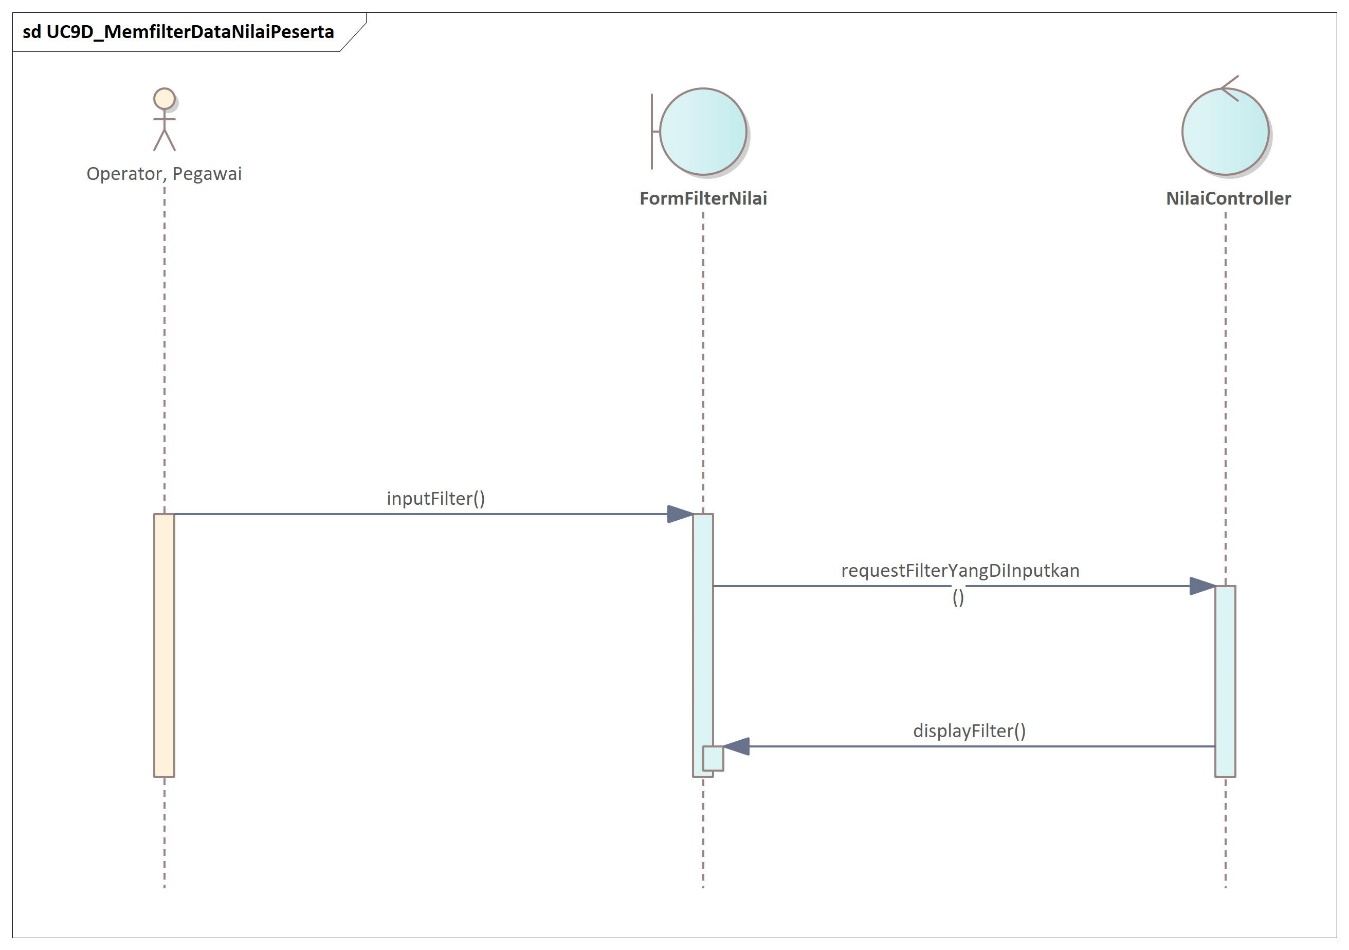 sd UC9D_MemfilterDataNilaiPeserta
Operator, Pegawai
FormFilterNilai
NilaiController
inputFilter()
requestFilterYangDiInputkan
()
displayFilter()